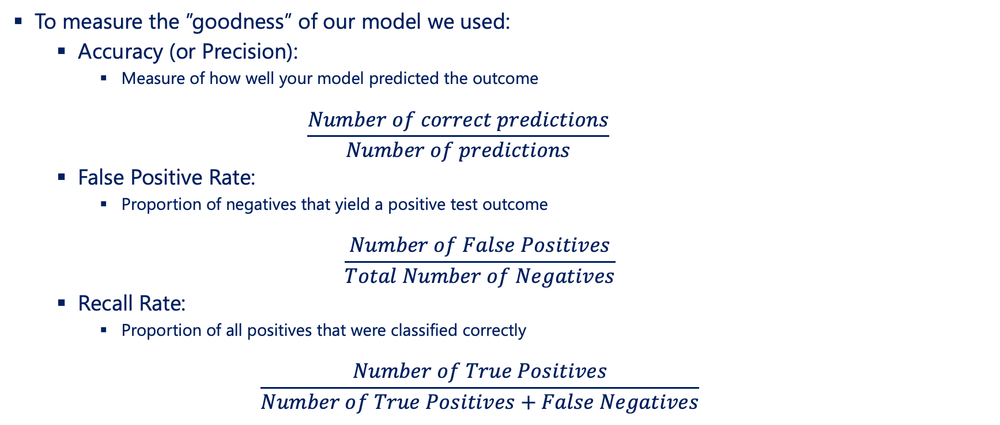 ▪ To measure the ”goodness” of our model we used:
▪ Accuracy (or Precision):
▪ Measure of how well your model predicted the outcome
Number of correct predictions
Number of predictions
▪ False Positive Rate:
▪ Proportion of negatives that yield a positive test outcome
Number of False Positives
Total Number of Negatives
▪ Recall Rate:
▪ Proportion of all positives that were classified correctly
Number of True Positives
Number of True Positives + False Negatives